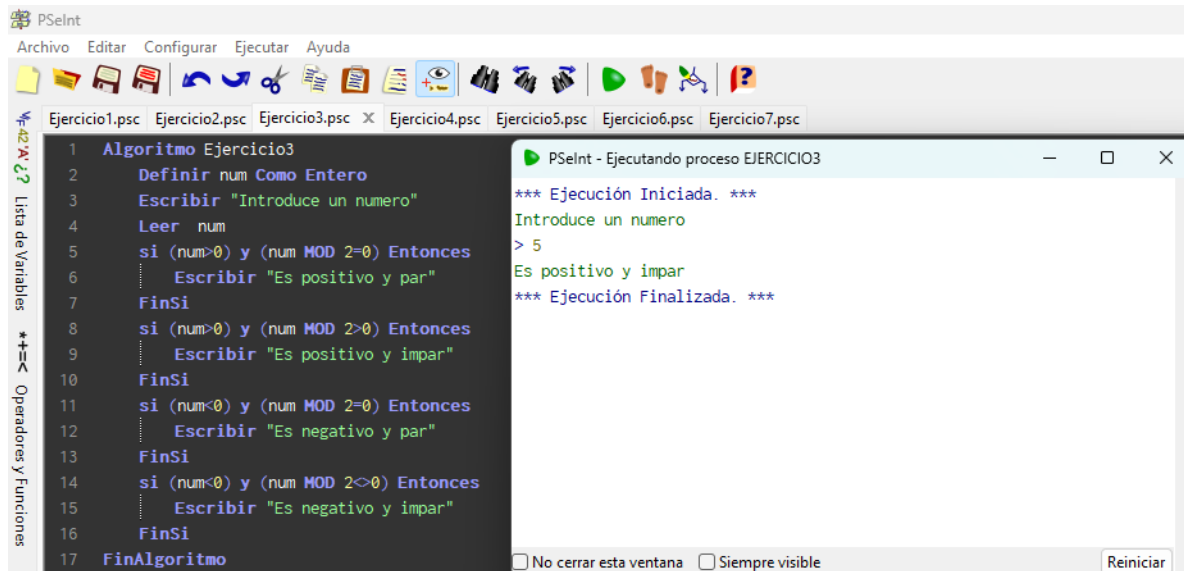 PSeInt
Archivo Editar Configurar Ejecutar Ayuda
Ejercicio1.psc Ejercicio2.psc Ejercicio3.psc X Ejercicio4.psc Ejercicio5.psc Ejercicio6.psc Ejercicio7.psc
42 'A' ¿? Lista de Variables
*+=< Operadores y Funciones
1 Algoritmo Ejercicio3
2 Definir num Como Entero
3 Escribir "Introduce un numero"
4 Leer num
5 si (num>0) y (num MOD 2=0) Entonces
6 Escribir "Es positivo y par"
7 FinSi
8 si (num>0) y (num MOD 2>0) Entonces
9 Escribir "Es positivo y impar"
10 FinSi
11 si (num<0) y (num MOD 2=0) Entonces
12 Escribir "Es negativo y par"
13 FinSi
14 si (num<0) y (num MOD 2<>0) Entonces
15 Escribir "Es negativo y impar"
16 FinSi
17 FinAlgoritmo
PSeInt - Ejecutando proceso EJERCICIO3
*** Ejecución Iniciada. ***
Introduce un numero
> 5
Es positivo y impar
*** Ejecución Finalizada. ***
No cerrar esta ventana Siempre visible Reiniciar